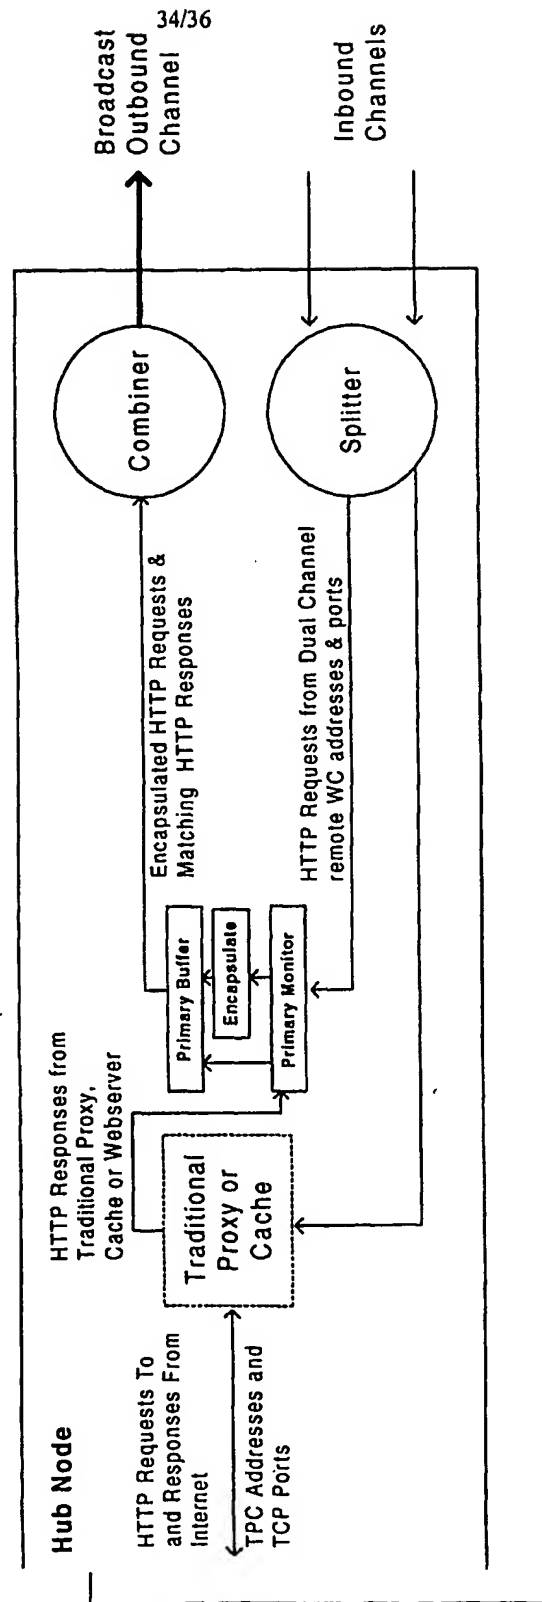 34/36
Hub Node
HTTP Requests To
and Responses From
Internet
TPC Addresses and
TCP Ports
HTTP Responses from
Traditional Proxy,
Cache or Webserver
Traditional
Proxy or
Cache
Primary Buffer
Encapsulate
Primary Monitor
Encapsulated HTTP Requests &
Matching HTTP Responses
HTTP Requests from Dual Channel
remote WC addresses & ports
Combiner
Splitter
Broadcast
Outbound
Channel
Inbound
Channels